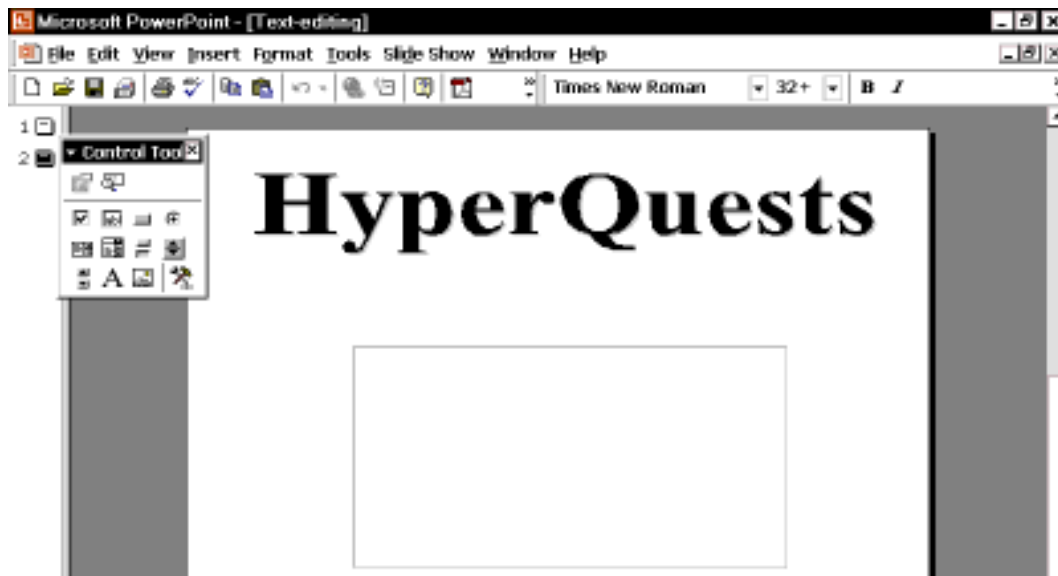 Microsoft PowerPoint - [Text-editing]
File Edit View Insert Format Tools Slide Show Window Help
Times New Roman 32+ B I
1
2
Control Tool
A
HyperQuests